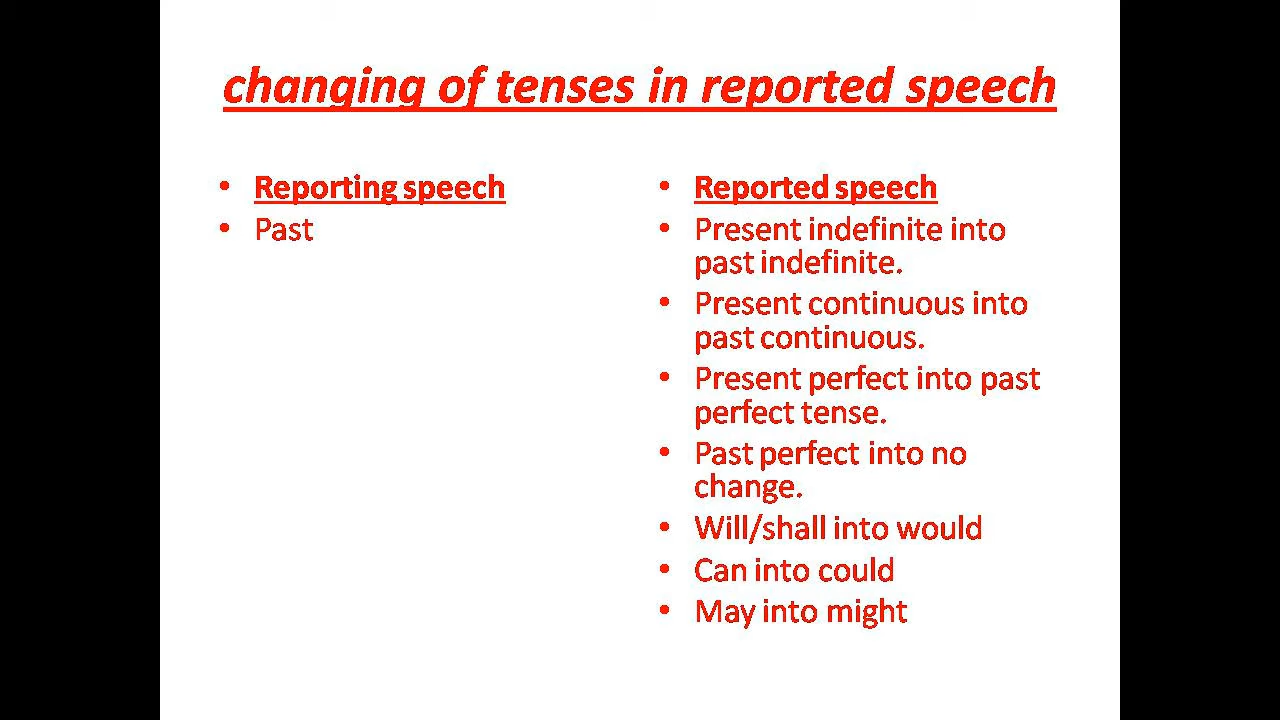 changing of tenses in reported speech
• Reporting speech
• Past
• Reported speech
• Present indefinite into
past indefinite.
• Present continuous into
past continuous.
• Present perfect into past
perfect tense.
• Past perfect into no
change.
• Will/shall into would
• Can into could
• May into might